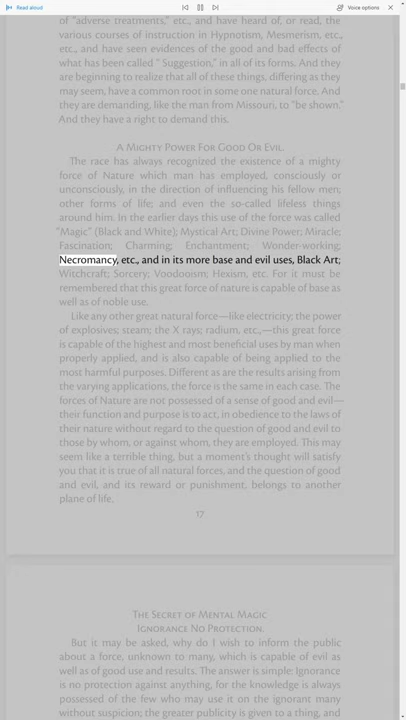 Read aloud
Voice options
of "adverse treatments," etc., and have heard of, or read, the
various courses of instruction in Hypnotism, Mesmerism, etc.,
etc., and have seen evidences of the good and bad effects of
what has been called " Suggestion," in all of its forms. And they
are beginning to realize that all of these things, differing as they
may seem, have a common root in some one natural force. And
they are demanding, like the man from Missouri, to "be shown."
And they have a right to demand this.
A Mighty Power For Good Or Evil.
The race has always recognized the existence of a mighty
force of Nature which man has employed, consciously or
unconsciously, in the direction of influencing his fellow men;
other forms of life; and even the so-called lifeless things
around him. In the earlier days this use of the force was called
"Magic" (Black and White); Mystical Art; Divine Power; Miracle;
Fascination; Charming; Enchantment; Wonder-working;
Necromancy, etc., and in its more base and evil uses, Black Art;
Witchcraft; Sorcery; Voodooism, Hexism, etc. For it must be
remembered that this great force of nature is capable of base as
well as of noble use.
Like any other great natural force—like electricity; the power
of explosives; steam; the X rays; radium, etc.,—this great force
is capable of the highest and most beneficial uses by man when
properly applied, and is also capable of being applied to the
most harmful purposes. Different as are the results arising from
the varying applications, the force is the same in each case. The
forces of Nature are not possessed of a sense of good and evil—
their function and purpose is to act, in obedience to the laws of
their nature without regard to the question of good and evil to
those by whom, or against whom, they are employed. This may
seem like a terrible thing, but a moment's thought will satisfy
you that it is true of all natural forces, and the question of good
and evil, and its reward or punishment, belongs to another
plane of life.
17
The Secret of Mental Magic
Ignorance No Protection.
But it may be asked, why do I wish to inform the public
about a force, unknown to many, which is capable of evil as
well as of good use and results. The answer is simple: Ignorance
is no protection against anything, for the knowledge is always
possessed of the few who may use it on the ignorant many
without suspicion; the greater publicity is given to a thing, and